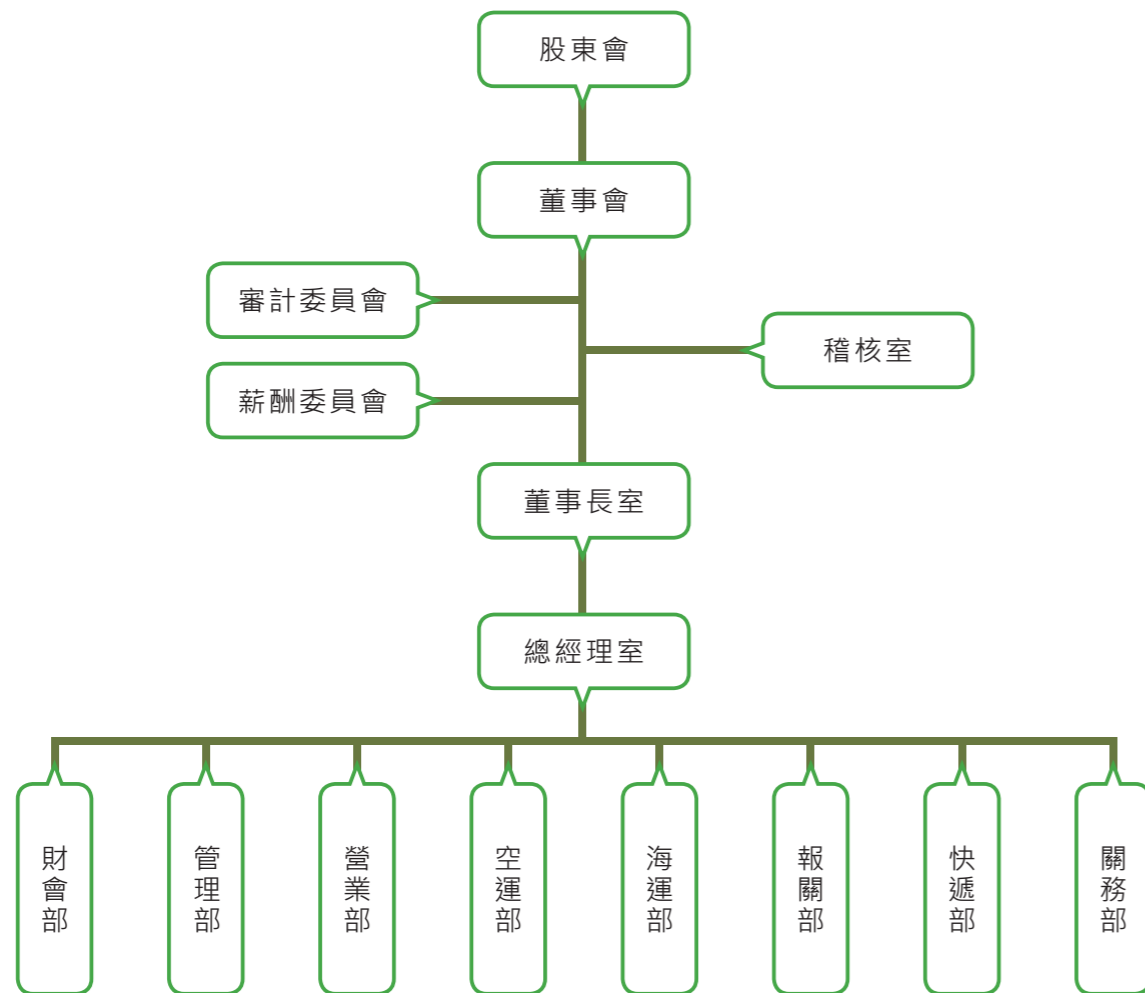 股東會
董事會
審計委員會
稽核室
薪酬委員會
董事長室
總經理室
財會部
管理部
營業部
空運部
海運部
報關部
快遞部
關務部